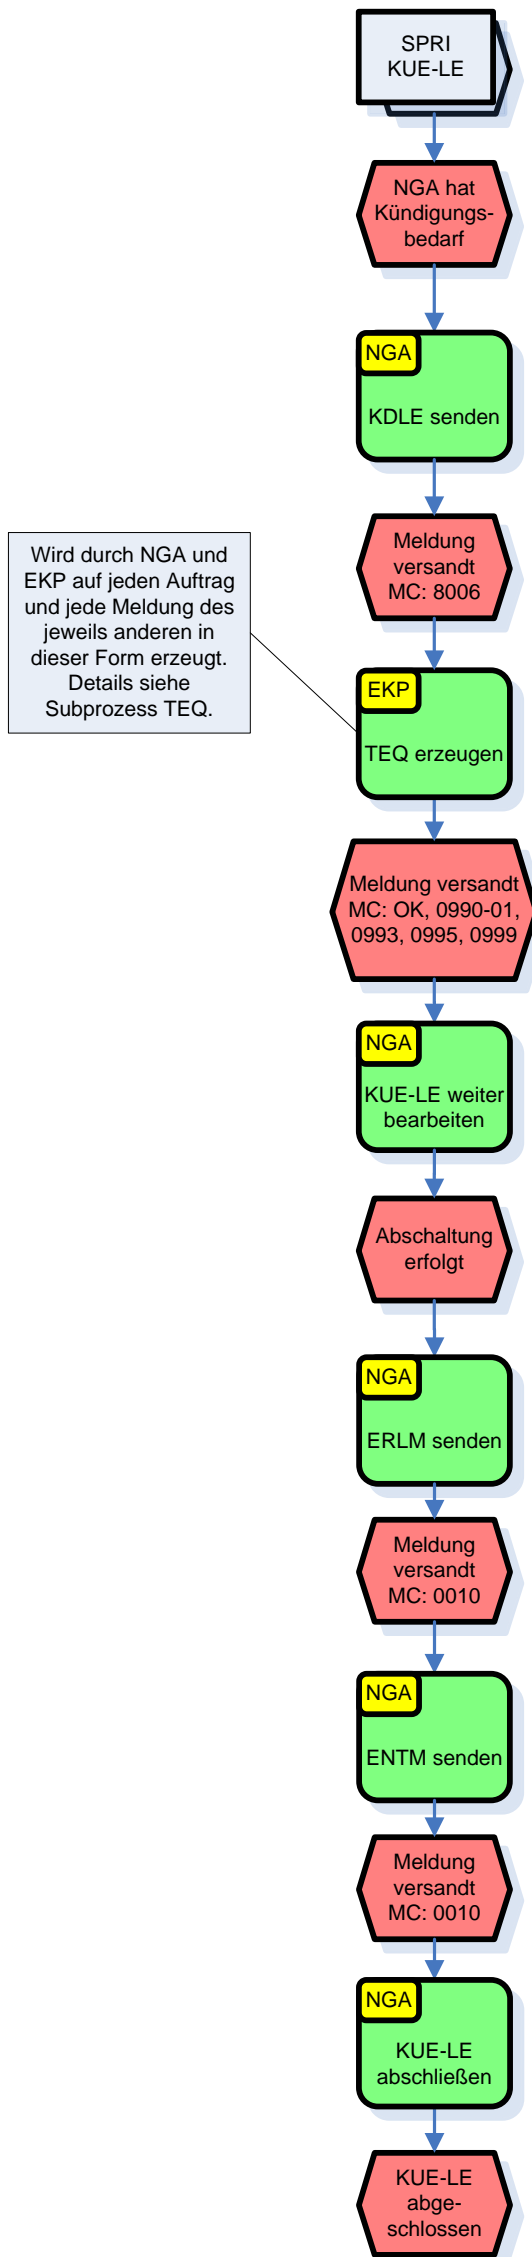 SPRI
KUE-LE
NGA hat
Kündigungs-
bedarf
NGA
KDLE senden
Meldung
versandt
MC: 8006
Wird durch NGA und
EKP auf jeden Auftrag
und jede Meldung des
jeweils anderen in
dieser Form erzeugt.
Details siehe
Subprozess TEQ.
EKP
TEQ erzeugen
Meldung versandt
MC: OK, 0990-01,
0993, 0995, 0999
NGA
KUE-LE weiter
bearbeiten
Abschaltung
erfolgt
NGA
ERLM senden
Meldung
versandt
MC: 0010
NGA
ENTM senden
Meldung
versandt
MC: 0010
NGA
KUE-LE
abschließen
KUE-LE
abge-
schlossen